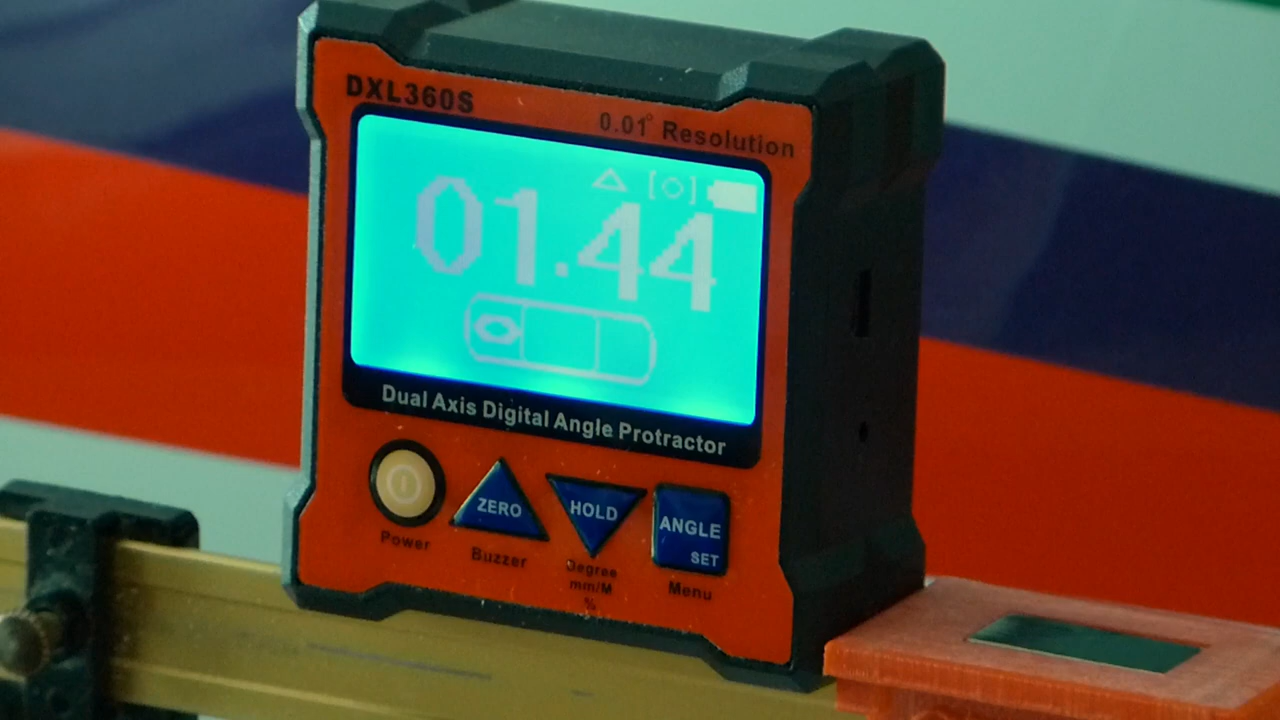 DXL360S
0.01° Resolution
01.44
Dual Axis Digital Angle Protractor
ZERO
HOLD
ANGLE
SET
Power
Buzzer
Degree
mm/M
%
Menu